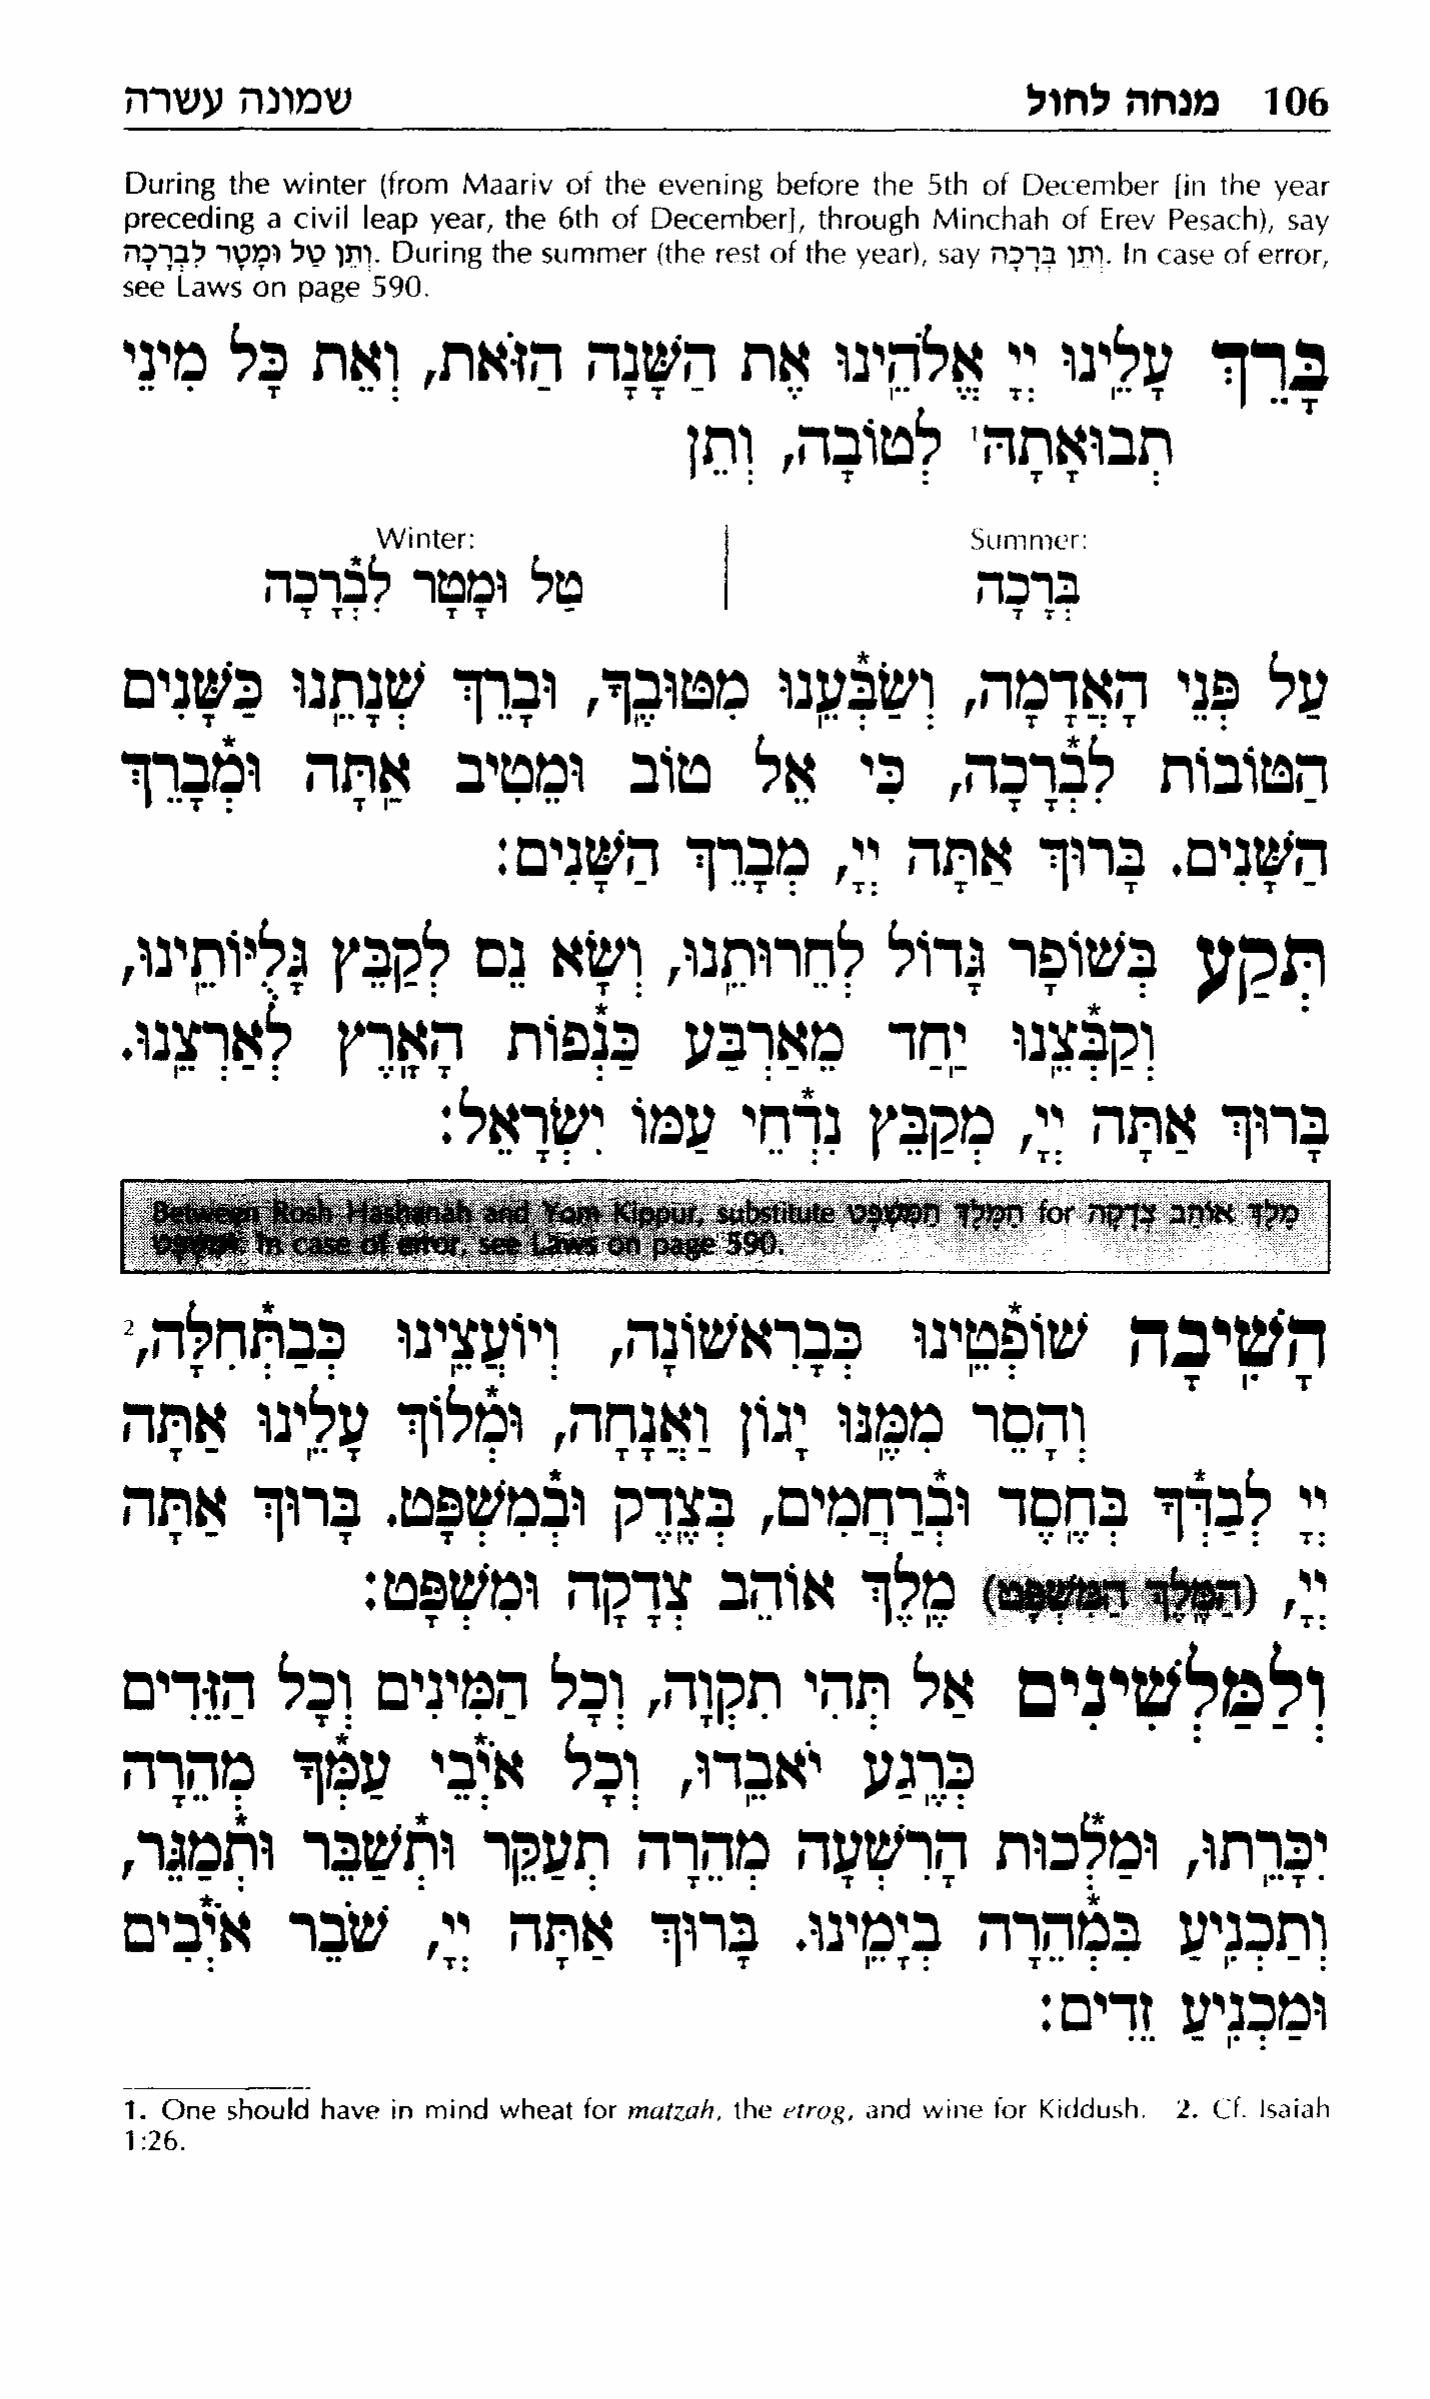 106 מנחה לחול שמונה עשרה
During the winter (from Maariv of the evening before the 5th of December [in the year
preceding a civil leap year, the 6th of December], through Minchah of Erev Pesach), say
וְתֵן טַל וּמָטָר לִבְרָכָה. During the summer (the rest of the year), say וְתֵן בְּרָכָה. In case of error,
see Laws on page 590.
בָּרֵךְ עָלֵֽינוּ יְיָ אֱלֹהֵֽינוּ אֶת הַשָּׁנָה הַזֹּאת, וְאֵת כָּל מִינֵי
תְבוּאָתָהּ¹ לְטוֹבָה, וְתֵן
Summer: Winter:
בְּרָכָה טַל וּמָטָר לִבְ֯רָכָה
עַל פְּנֵי הָאֲדָמָה, וְשַׂבְּ֯עֵֽנוּ מִטּוּבֶֽךָ, וּבָרֵךְ שְׁנָתֵֽנוּ כַּשָּׁנִים
הַטּוֹבוֹת לִבְ֯רָכָה, כִּי אֵל טוֹב וּמֵטִיב אַֽתָּה וּמְ֯בָרֵךְ
הַשָּׁנִים. בָּרוּךְ אַתָּה יְיָ, מְבָרֵךְ הַשָּׁנִים:
תְּקַע בְּשׁוֹפָר גָּדוֹל לְחֵרוּתֵֽנוּ, וְשָׂא נֵס לְקַבֵּץ גָּלֻיּוֹתֵֽינוּ,
וְקַבְּ֯צֵֽנוּ יַֽחַד מֵאַרְבַּע כַּנְ֯פוֹת הָאָֽרֶץ לְאַרְצֵֽנוּ.
בָּרוּךְ אַתָּה יְיָ, מְקַבֵּץ נִדְ֯חֵי עַמּוֹ יִשְׂרָאֵל:
Between Rosh Hashanah and Yom Kippur, substitute הַמֶּלֶךְ הַמִּשְׁפָּט for מֶלֶךְ אוֹהֵב צְדָקָה
וּמִשְׁפָּט. In case of error, see Laws on page 590.
הָשִֽׁיבָה שׁוֹפְ֯טֵֽינוּ כְּבָרִאשׁוֹנָה, וְיוֹעֲצֵֽינוּ כְּבַתְּ֯חִלָּה,²
וְהָסֵר מִמֶּֽנּוּ יָגוֹן וַאֲנָחָה, וּמְ֯לוֹךְ עָלֵֽינוּ אַתָּה
יְיָ לְבַדְּ֯ךָ בְּחֶֽסֶד וּבְ֯רַחֲמִים, בְּצֶֽדֶק וּבְ֯מִשְׁפָּט. בָּרוּךְ אַתָּה
יְיָ, (הַמֶּֽלֶךְ הַמִּשְׁפָּט) מֶֽלֶךְ אוֹהֵב צְדָקָה וּמִשְׁפָּט:
וְלַמַּלְשִׁינִים אַל תְּהִי תִקְוָה, וְכָל הַמִּינִים וְכָל הַזֵּדִים
כְּרֶֽגַע יֹאבֵֽדוּ, וְכָל אֹיְ֯בֵי עַמְּ֯ךָ מְהֵרָה
יִכָּרֵֽתוּ, וּמַלְ֯כוּת הָרִשְׁעָה מְהֵרָה תְעַקֵּר וּתְ֯שַׁבֵּר וּתְ֯מַגֵּר,
וְתַכְנִֽיעַ בִּמְ֯הֵרָה בְיָמֵֽינוּ. בָּרוּךְ אַתָּה יְיָ, שֹׁבֵר אֹיְ֯בִים
וּמַכְנִֽיעַ זֵדִים:
1. One should have in mind wheat for matzah, the etrog, and wine for Kiddush. 2. Cf. Isaiah
1:26.